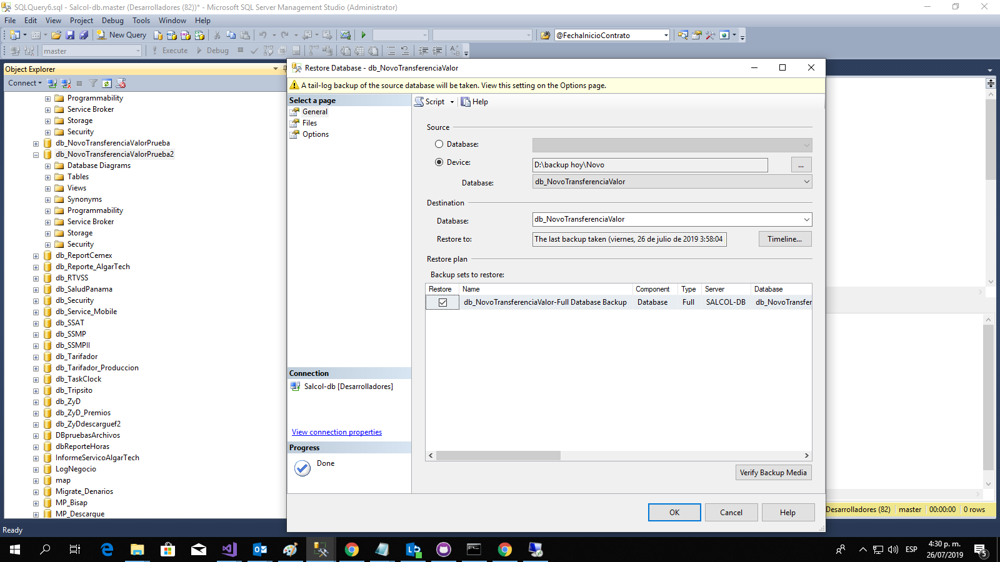 SQLQuery6.sql - Salcol-db.master (Desarrolladores (82))* - Microsoft SQL Server Management Studio (Administrator)
File Edit View Project Debug Tools Window Help
New Query
@FechaInicioContrato
master
Execute
Debug
Object Explorer
Connect
Programmability
Service Broker
Storage
Security
db_NovoTransferenciaValorPrueba
db_NovoTransferenciaValorPrueba2
Database Diagrams
Tables
Views
Synonyms
Programmability
Service Broker
Storage
Security
db_ReportCemex
db_Reporte_AlgarTech
db_RTVSS
db_SaludPanama
db_Security
db_Service_Mobile
db_SSAT
db_SSMP
db_SSMPII
db_Tarifador
db_Tarifador_Produccion
db_TaskClock
db_Tripsito
db_ZyD
db_ZyD_Premios
db_ZyDdescarguef2
DBpruebasArchivos
dbReporteHoras
InformeServicoAlgarTech
LogNegocio
map
Migrate_Denarios
MP_Bisap
MP_Descargue
Restore Database - db_NovoTransferenciaValor
A tail-log backup of the source database will be taken. View this setting on the Options page.
Select a page
General
Files
Options
Script
Help
Source
Database:
Device:
D:\backup hoy\Novo
...
Database:
db_NovoTransferenciaValor
Destination
Database:
db_NovoTransferenciaValor
Restore to:
The last backup taken (viernes, 26 de julio de 2019 3:58:04
Timeline...
Restore plan
Backup sets to restore:
Restore Name Component Type Server Database
db_NovoTransferenciaValor-Full Database Backup Database Full SALCOL-DB db_NovoTransfer
Connection
Salcol-db [Desarrolladores]
View connection properties
Progress
Done
Verify Backup Media
OK
Cancel
Help
Desarrolladores (82) master 00:00:00 0 rows
Ready
ESP
4:30 p. m.
26/07/2019
5